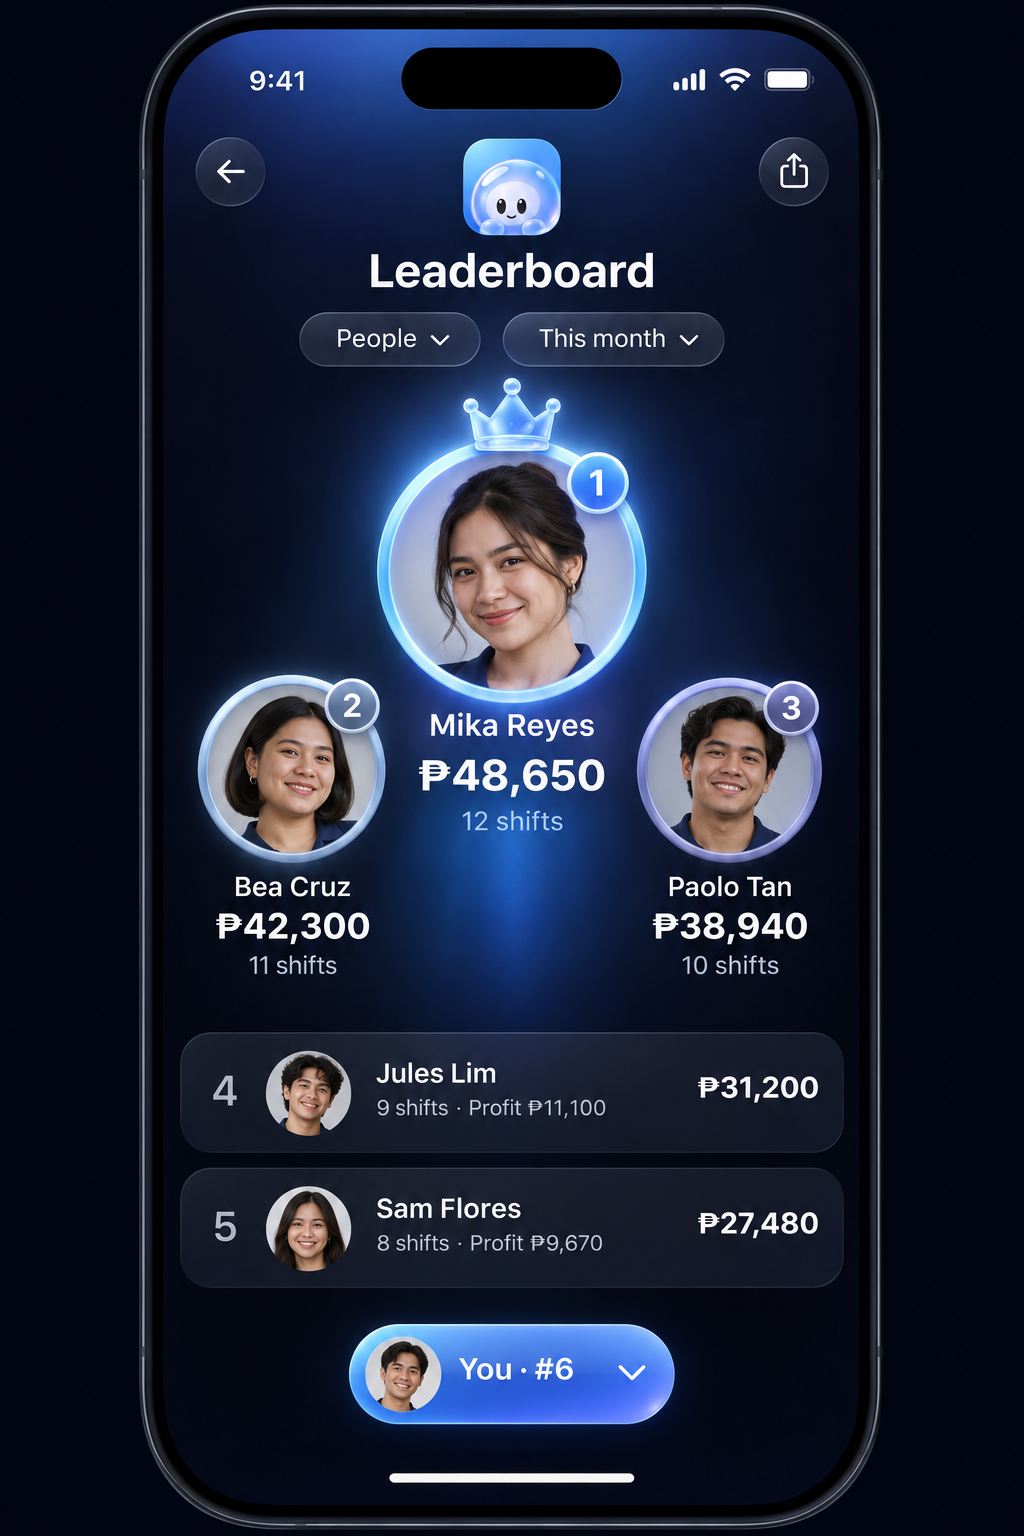 9:41
Leaderboard
People
This month
1
2
3
Mika Reyes
₱48,650
12 shifts
Bea Cruz
₱42,300
11 shifts
Paolo Tan
₱38,940
10 shifts
4
Jules Lim
9 shifts · Profit ₱11,100
₱31,200
5
Sam Flores
8 shifts · Profit ₱9,670
₱27,480
You · #6